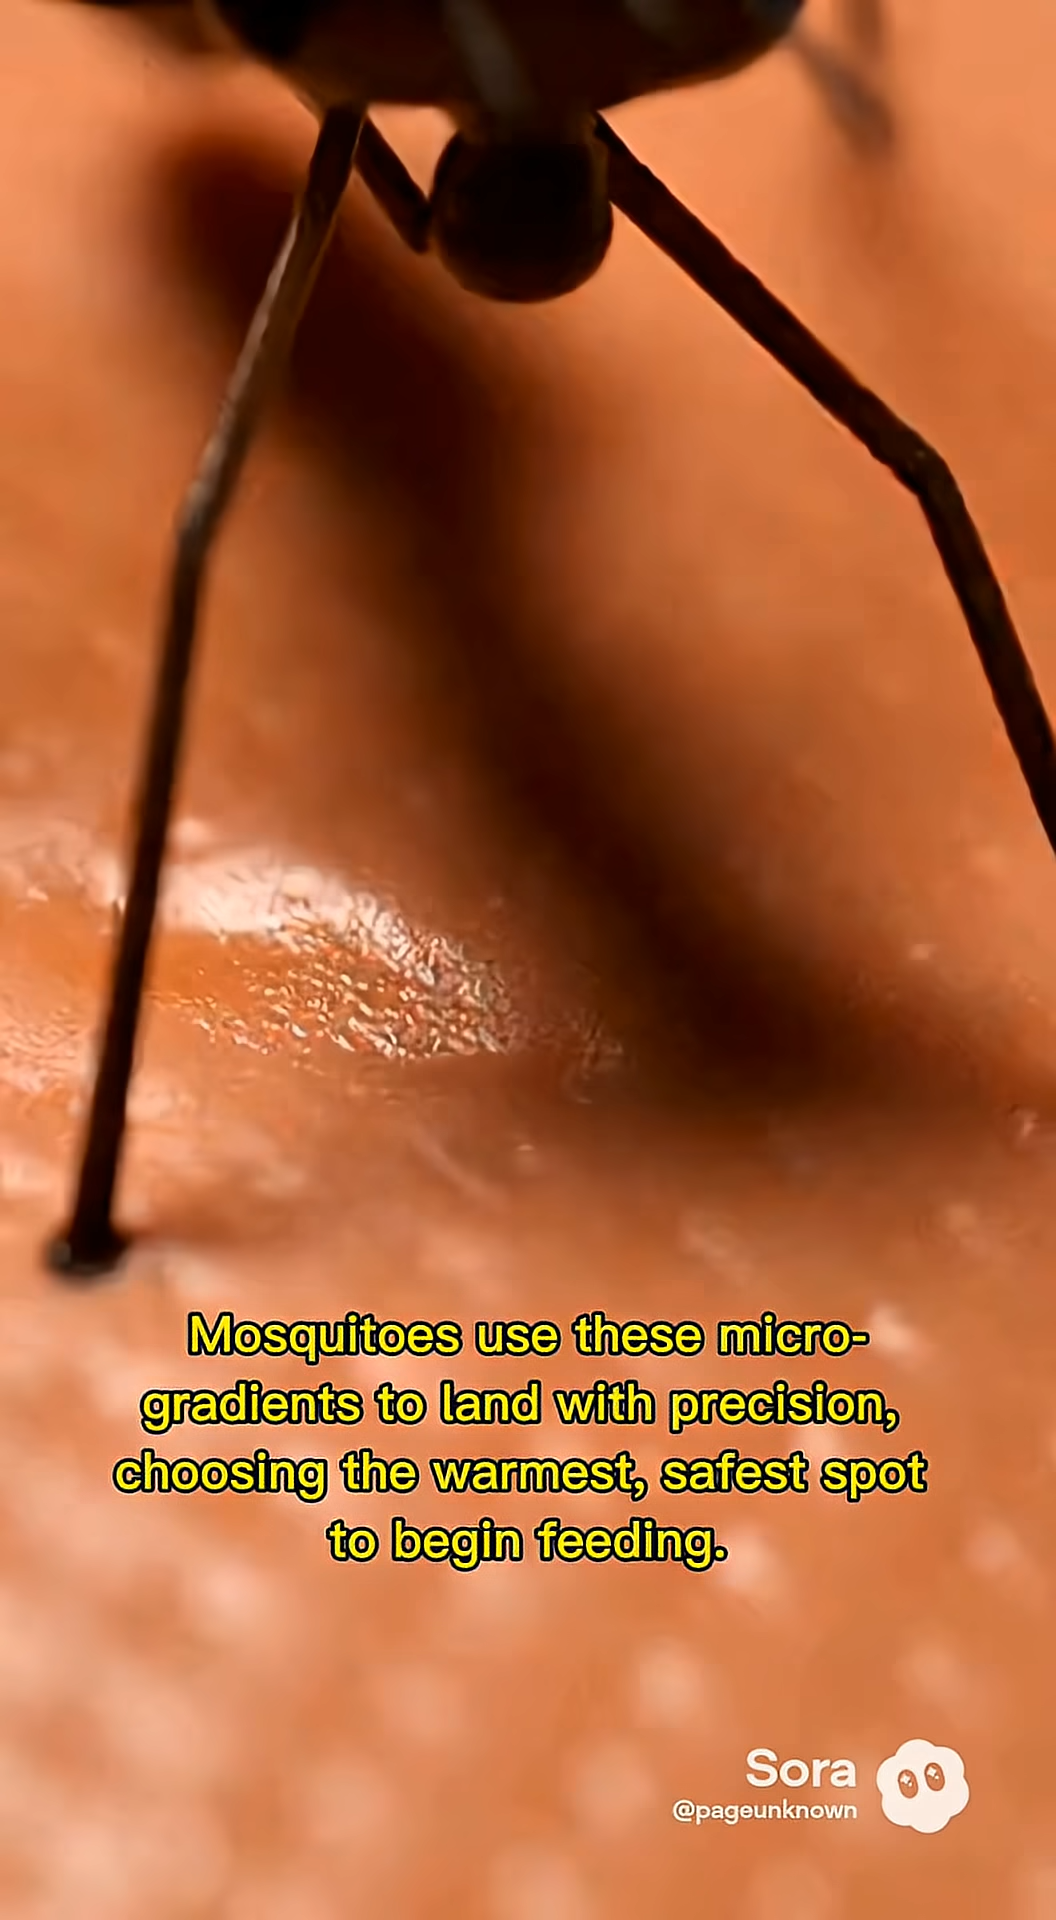 Mosquitoes use these micro-
gradients to land with precision,
choosing the warmest, safest spot
to begin feeding.
Sora
@pageunknown